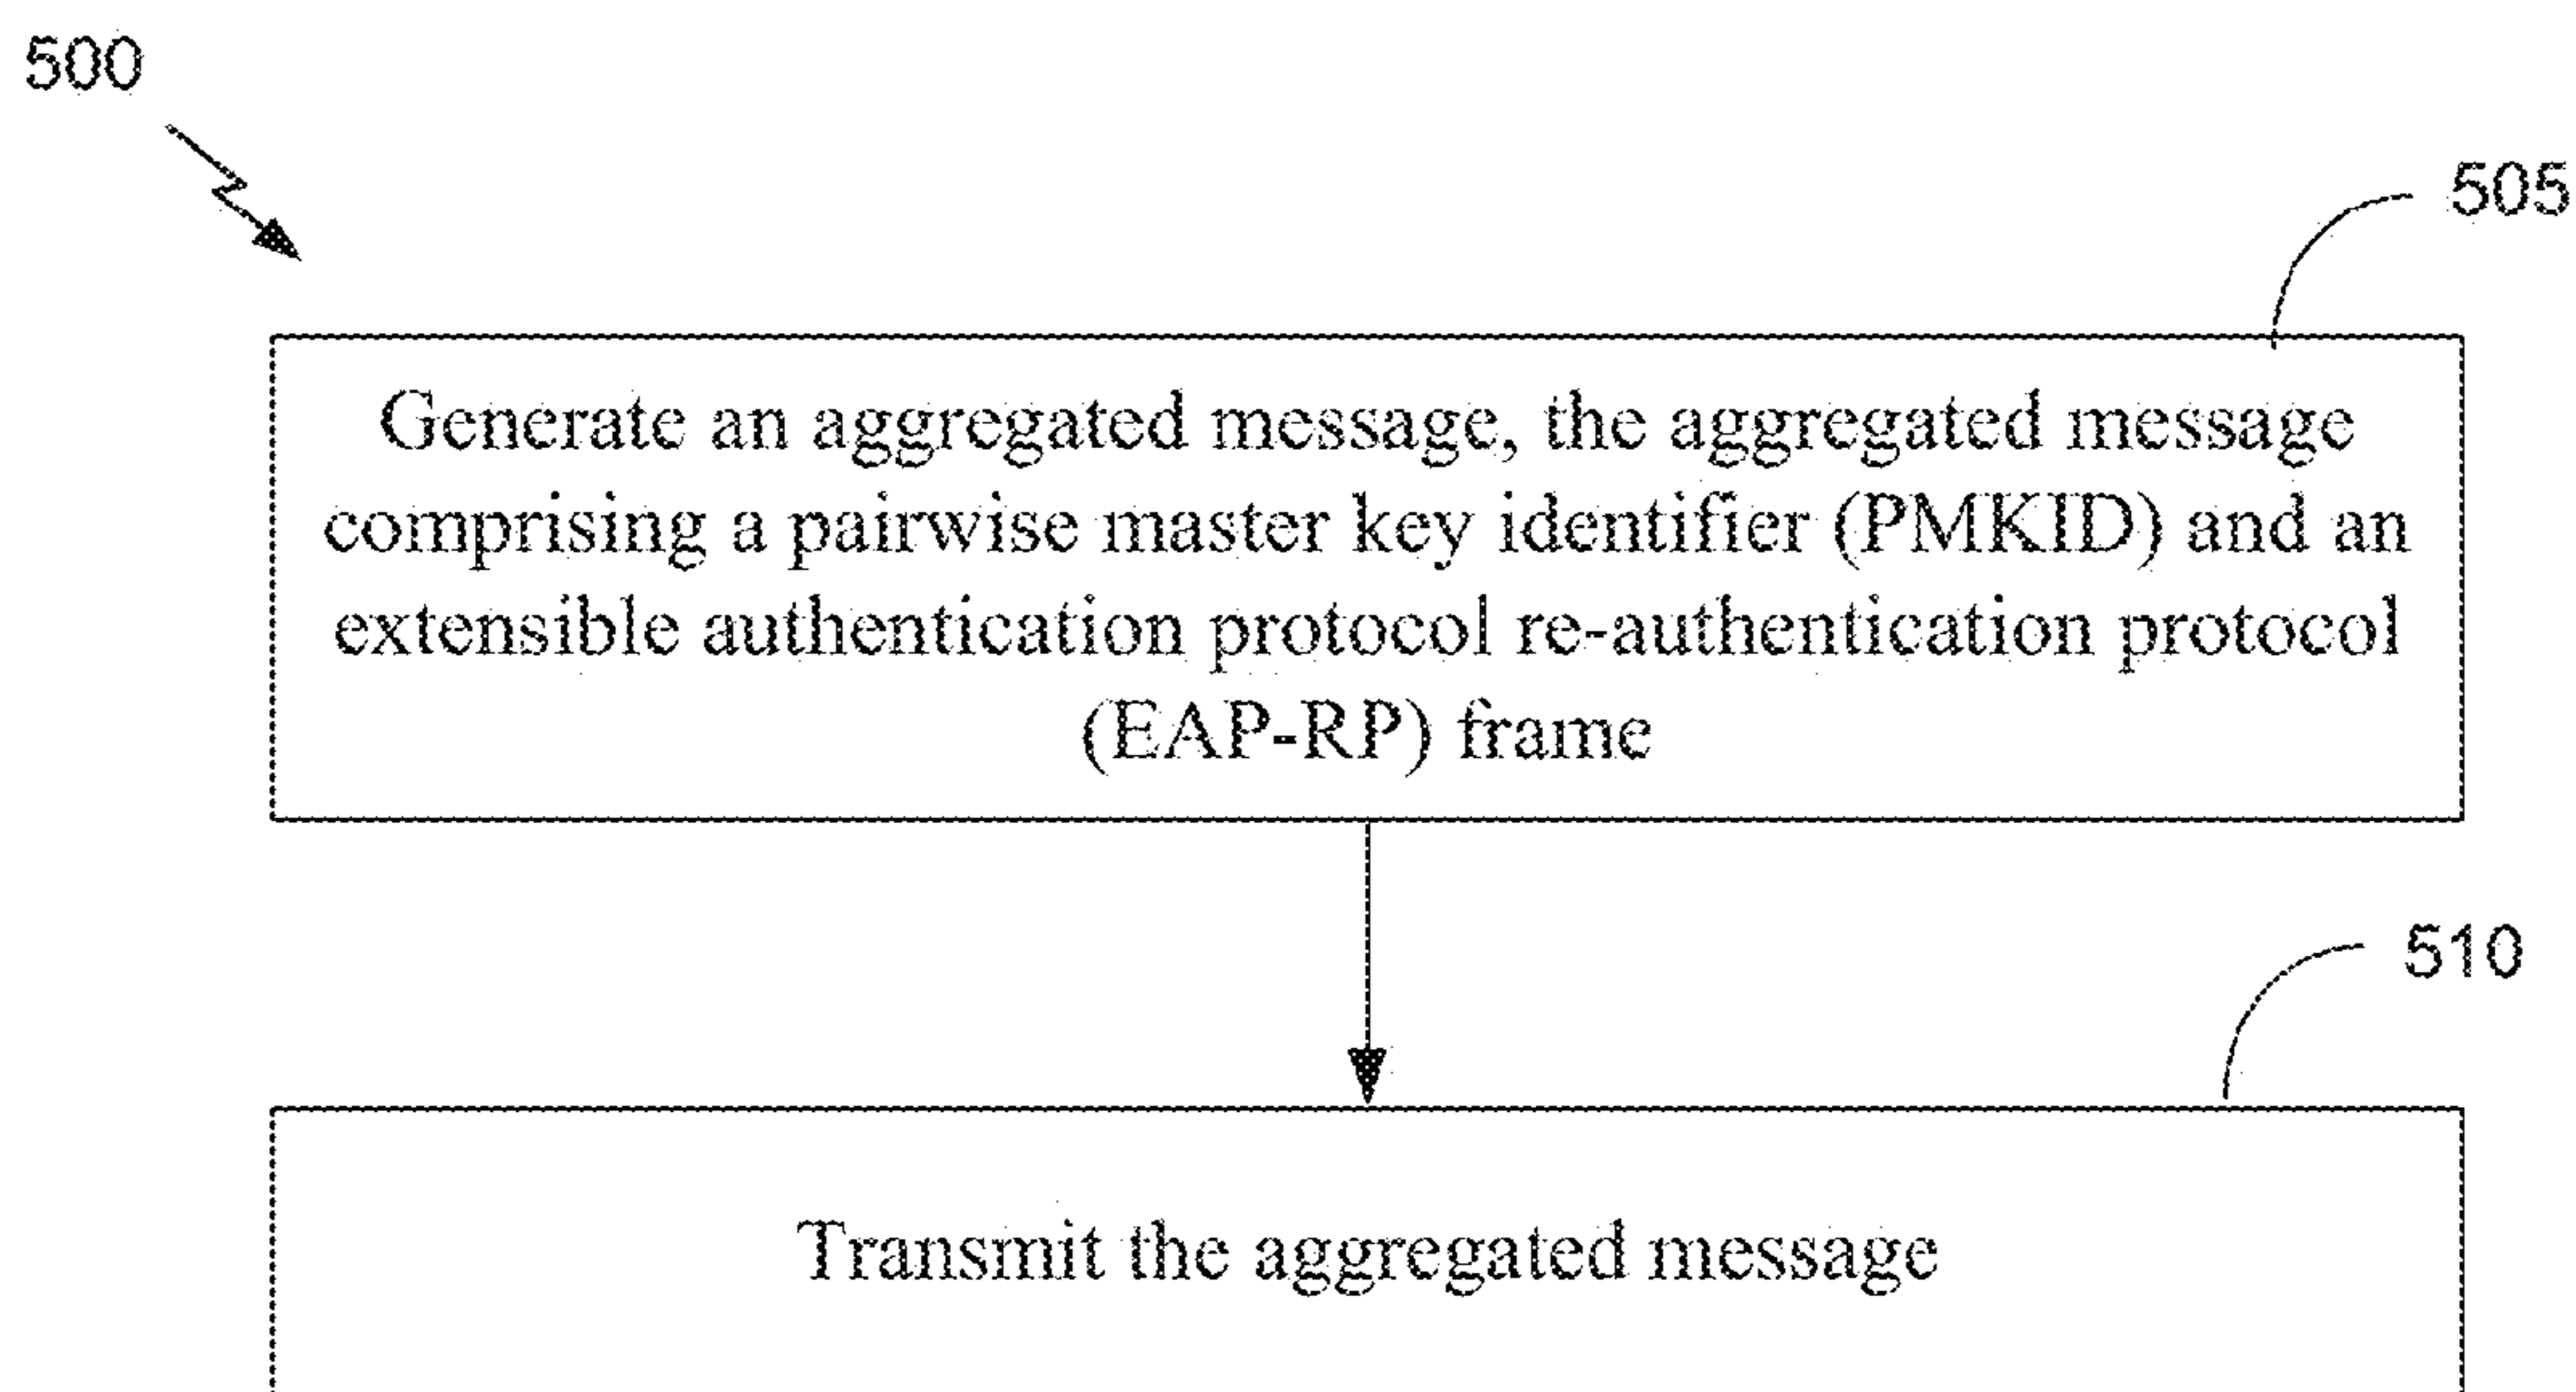 500
505
Generate an aggregated message, the aggregated message
comprising a pairwise master key identifier (PMKID) and an
extensible authentication protocol re-authentication protocol
(EAP-RP) frame
510
Transmit the aggregated message